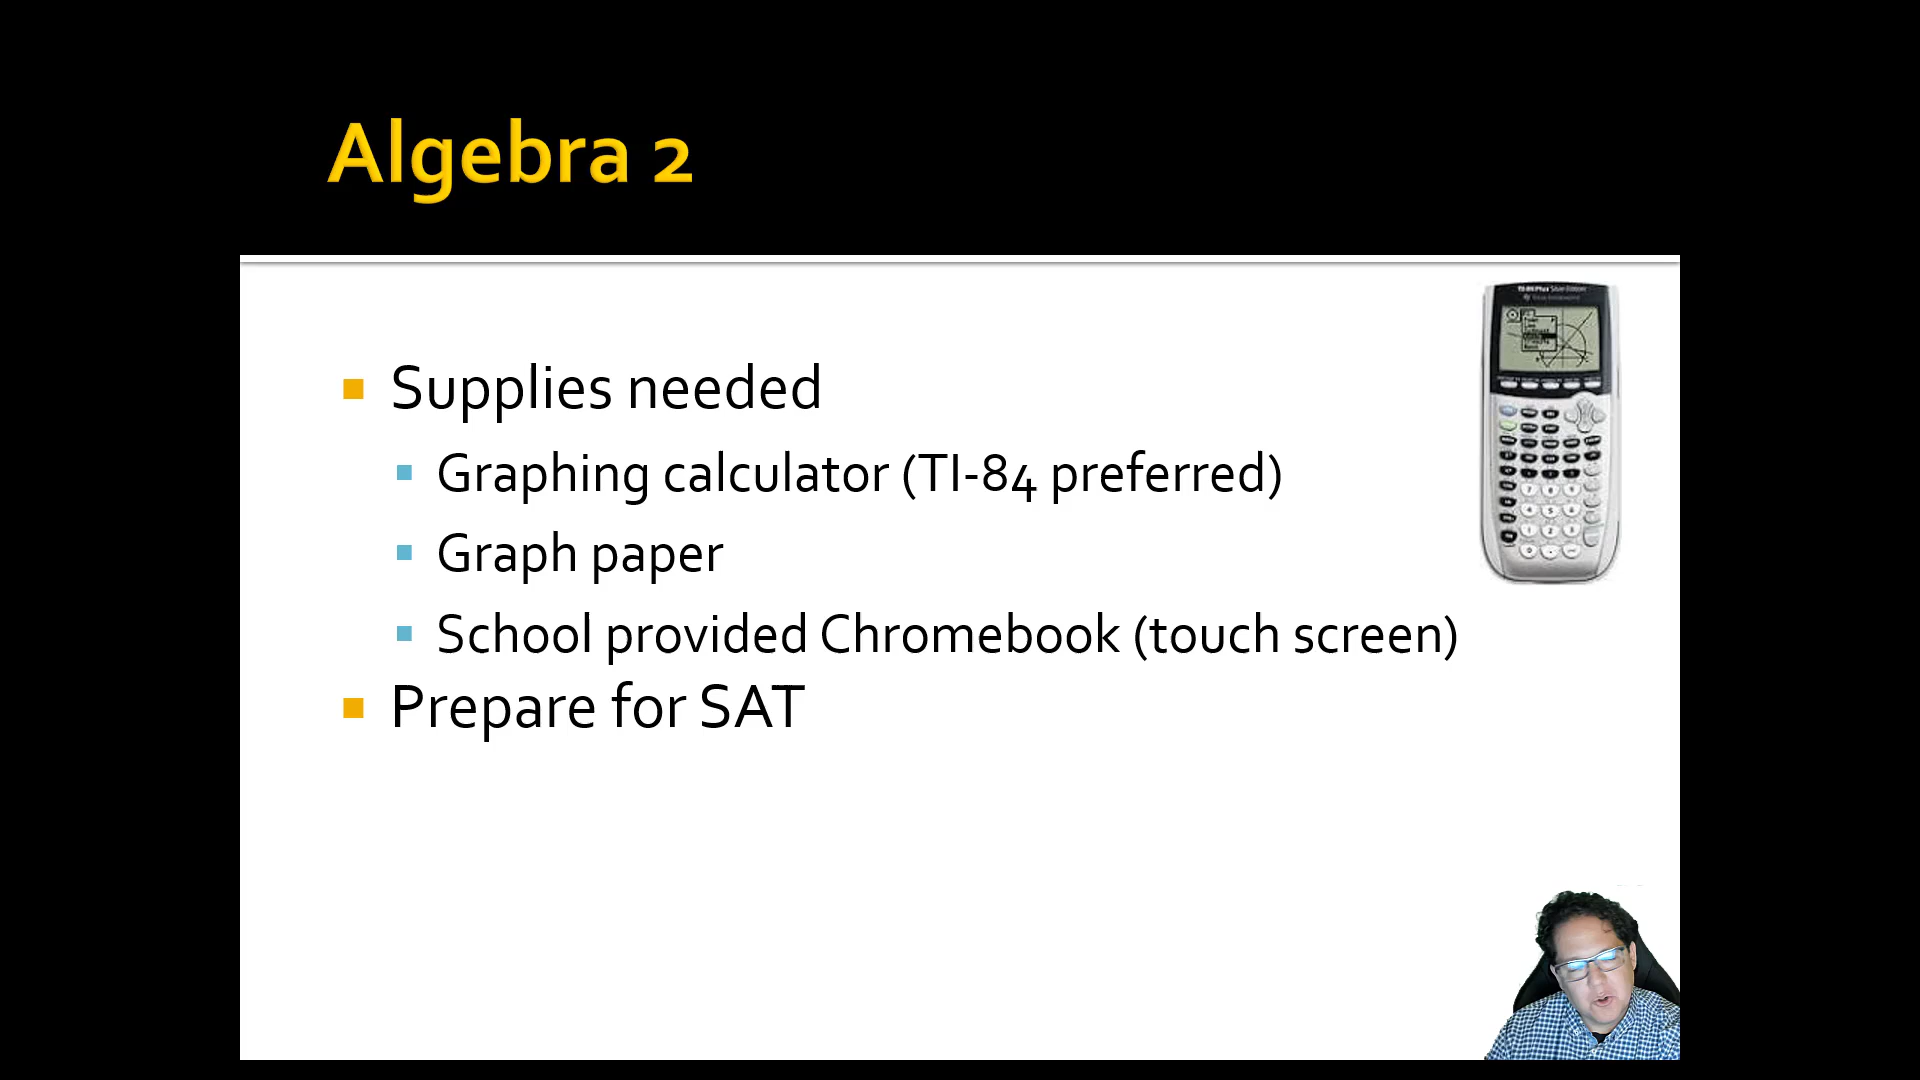 Algebra 2
Supplies needed
Graphing calculator (TI-84 preferred)
Graph paper
School provided Chromebook (touch screen)
Prepare for SAT